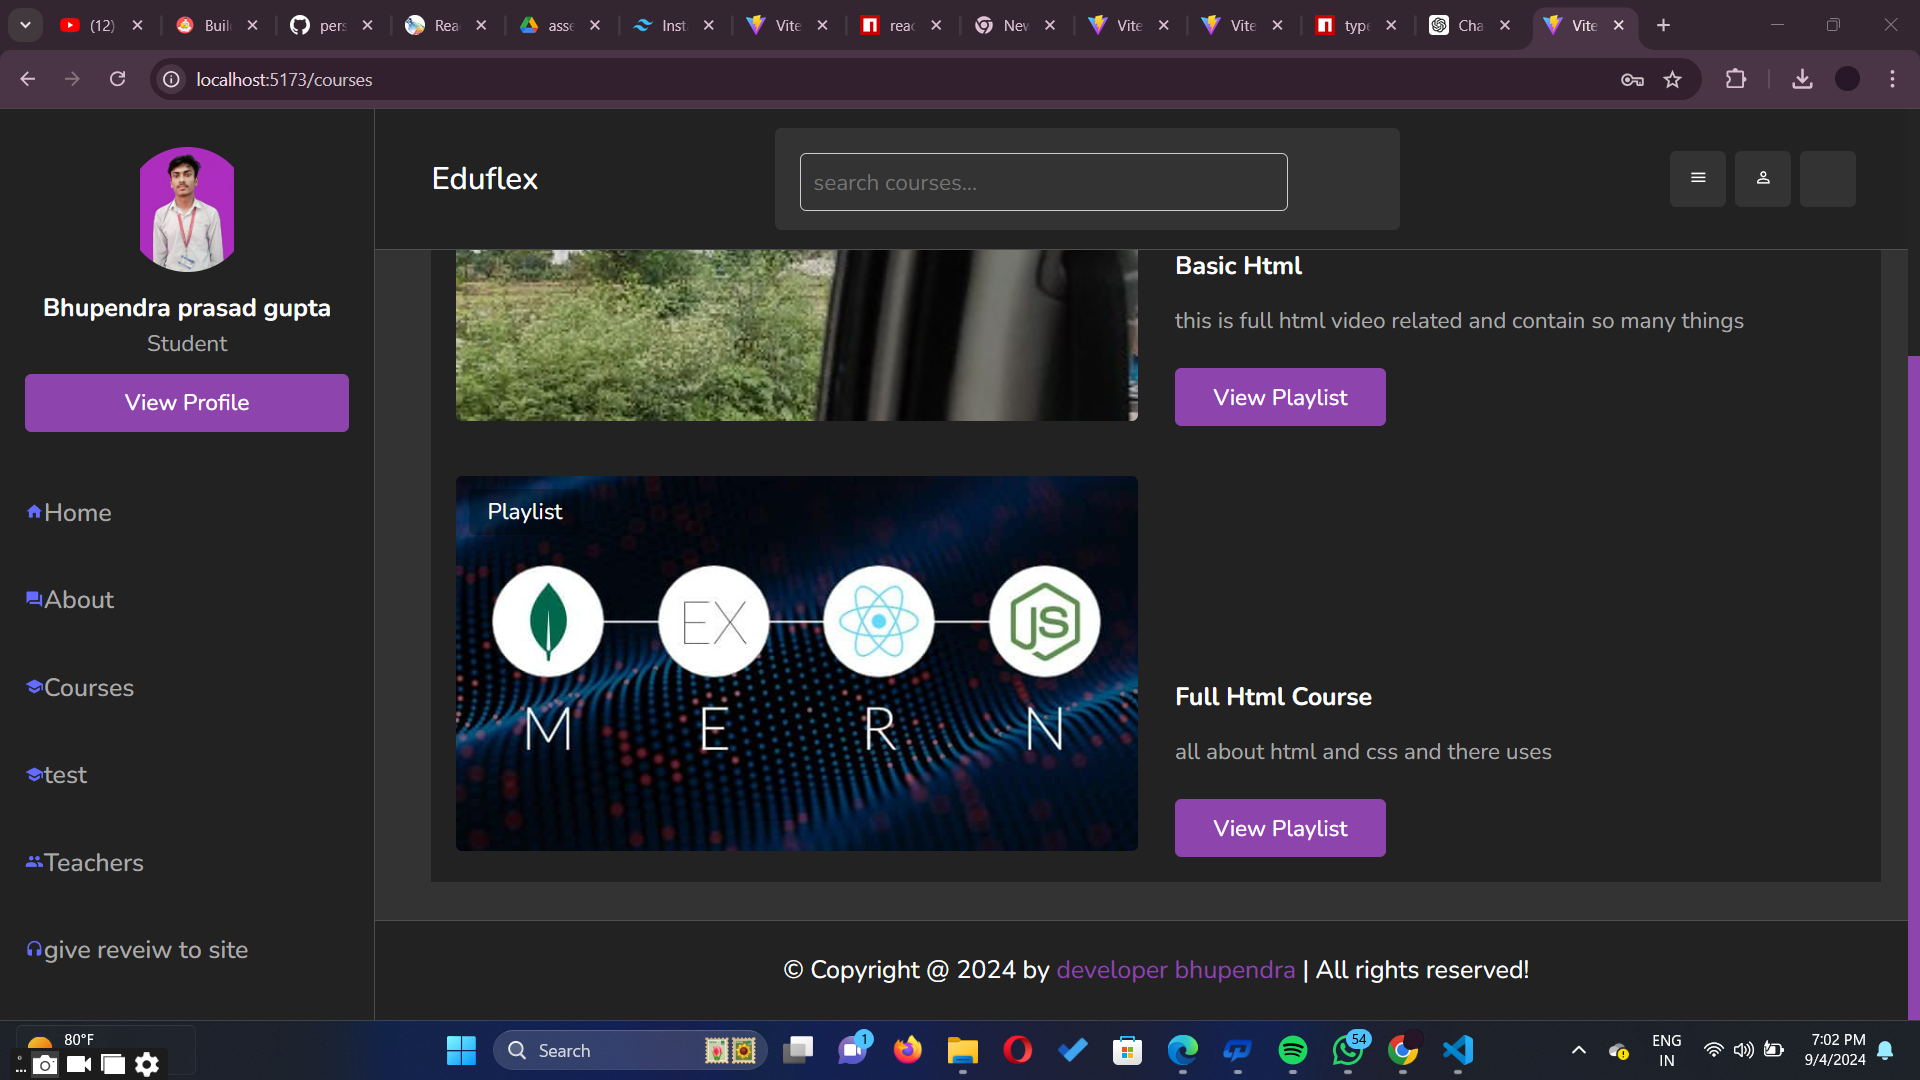 (12)
Buil
pers
Rea
asse
Inst
Vite
reac
New
Vite
Vite
type
Cha
Vite
localhost:5173/courses
Eduflex
search courses...
Bhupendra prasad gupta
Student
View Profile
Home
About
Courses
test
Teachers
give reveiw to site
Basic Html
this is full html video related and contain so many things
View Playlist
Playlist
EX
JS
M E R N
Full Html Course
all about html and css and there uses
View Playlist
© Copyright @ 2024 by developer bhupendra | All rights reserved!
80°F
Search
1
54
ENG
IN
7:02 PM
9/4/2024